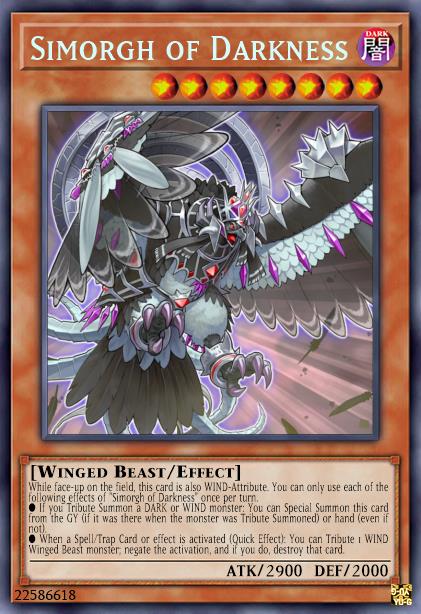 SIMORGH OF DARKNESS
DARK
闇
[WINGED BEAST/EFFECT]
While face-up on the field, this card is also WIND-Attribute. You can only use each of the
following effects of "Simorgh of Darkness" once per turn.
● If you Tribute Summon a DARK or WIND monster: You can Special Summon this card
from the GY (if it was there when the monster was Tribute Summoned) or hand (even if
not).
● When a Spell/Trap Card or effect is activated (Quick Effect): You can Tribute 1 WIND
Winged Beast monster; negate the activation, and if you do, destroy that card.
ATK/2900 DEF/2000
22586618